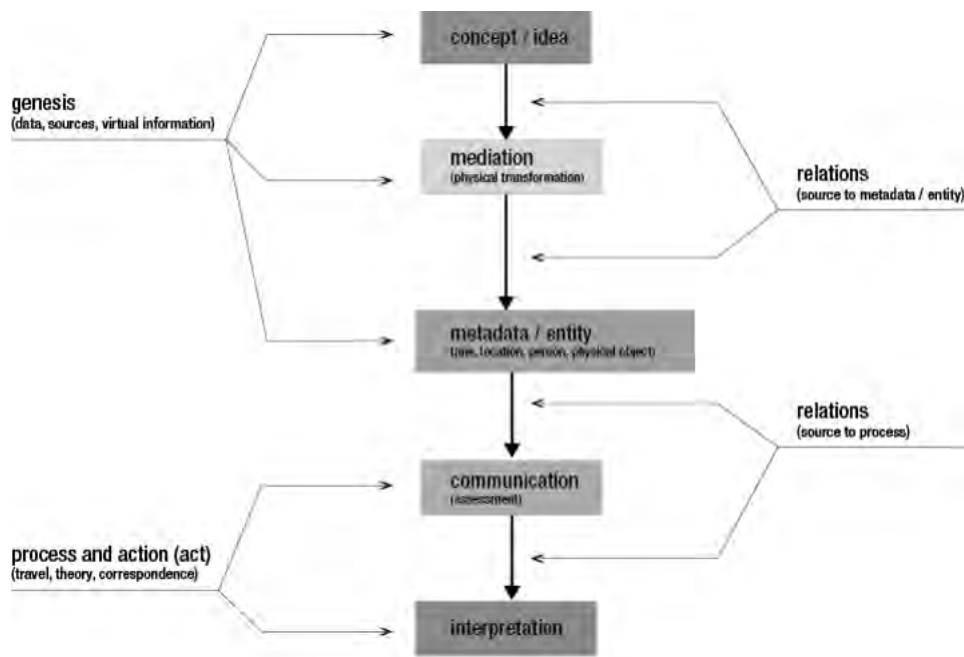 concept / idea
genesis
(data, sources, virtual information)
mediation
(physical transformation)
relations
(source to metadata / entity)
metadata / entity
location, person, physical object)
relations
(source to process)
communication
(assessment)
process and action (act)
(travel, theory, correspondence)
interpretation